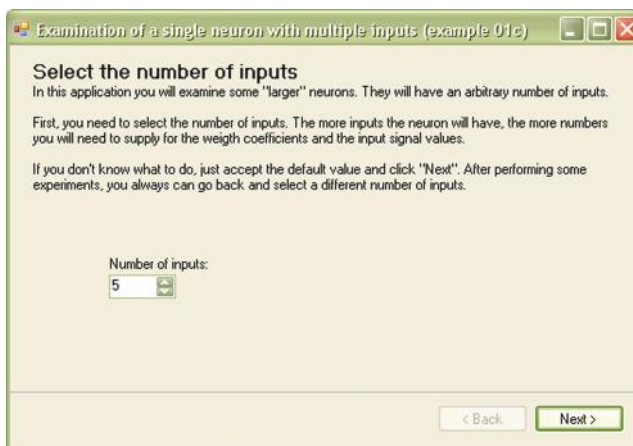 Examination of a single neuron with multiple inputs (example 01c)
Select the number of inputs
In this application you will examine some "larger" neurons. They will have an arbitrary number of inputs.
First, you need to select the number of inputs. The more inputs the neuron will have, the more numbers
you will need to supply for the weigth coefficients and the input signal values.
If you don't know what to do, just accept the default value and click "Next". After performing some
experiments, you always can go back and select a different number of inputs.
Number of inputs:
5
< Back
Next >